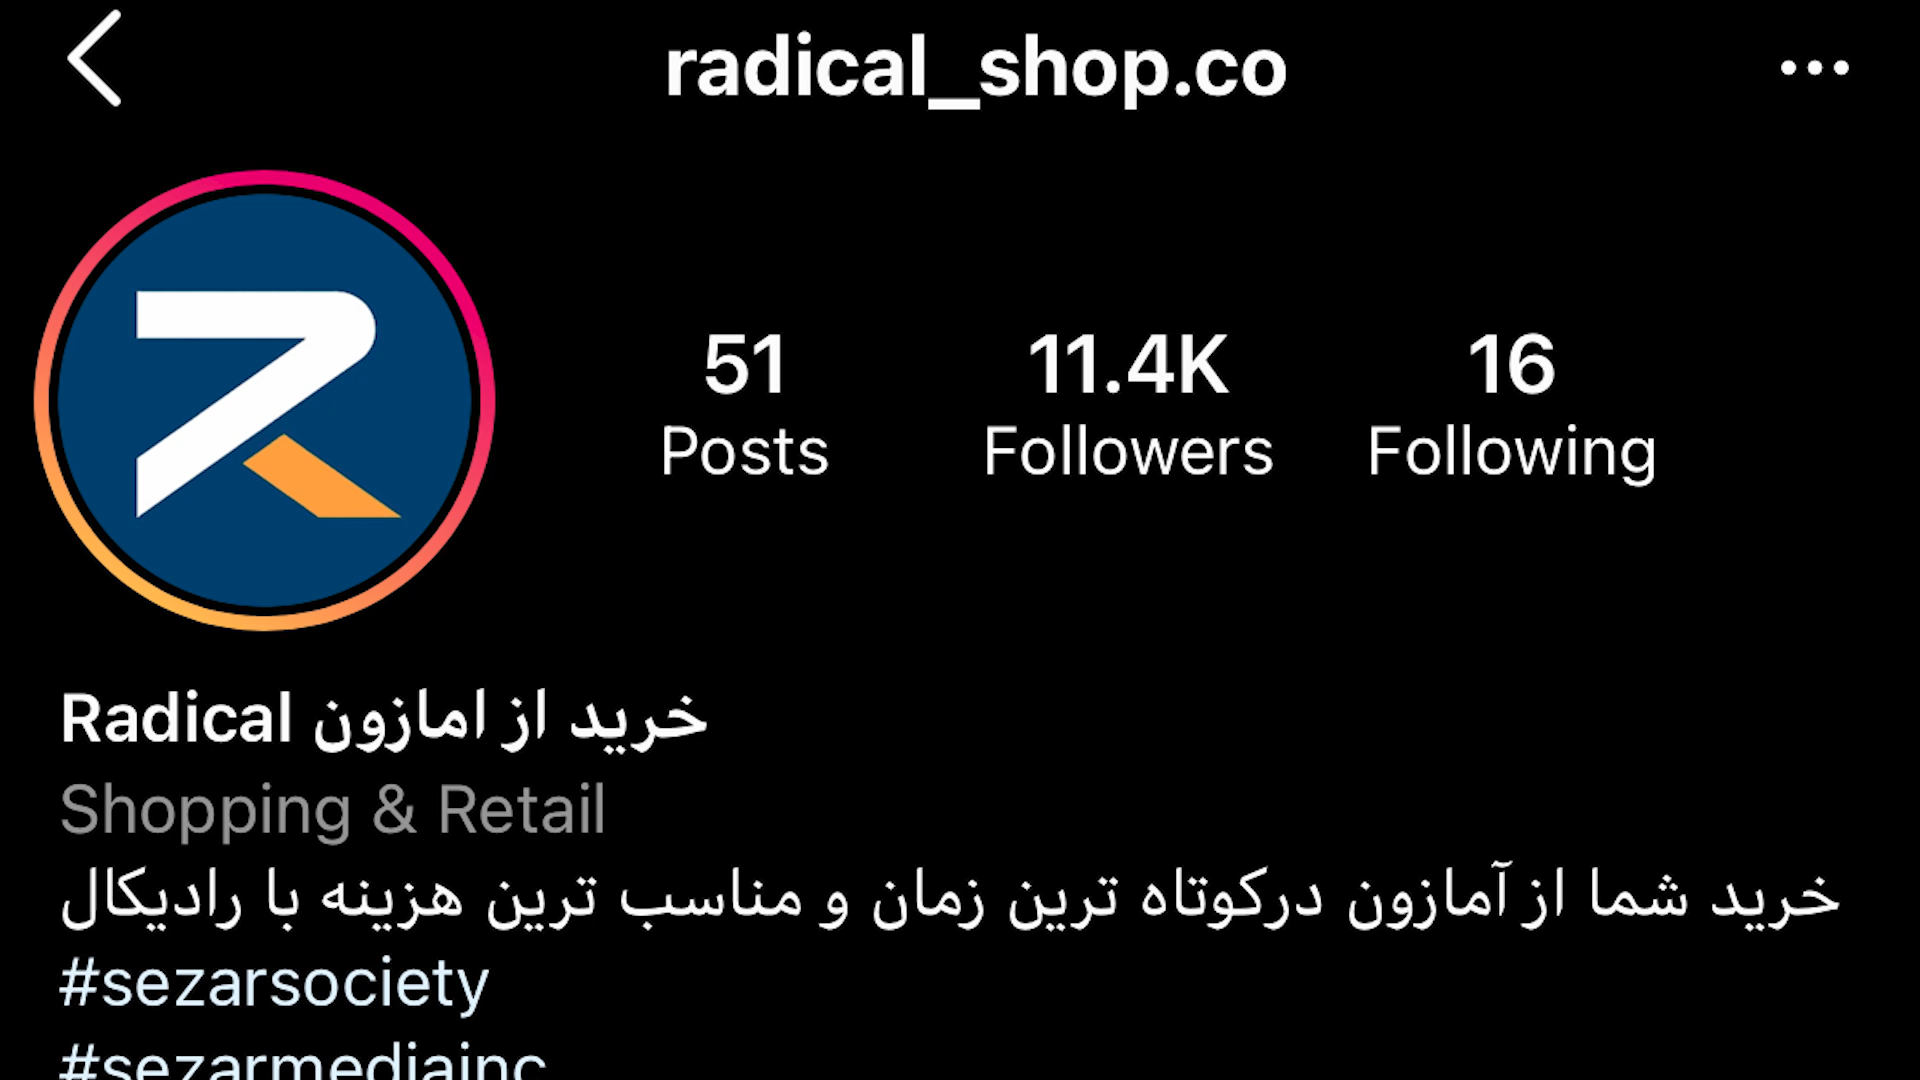 radical_shop.co
51
11.4K
16
Posts
Followers
Following
Radical خرید از امازون
Shopping & Retail
خرید شما از آمازون درکوتاه ترین زمان و مناسب ترین هزینه با رادیکال
#sezarsociety
#sezarmediainc